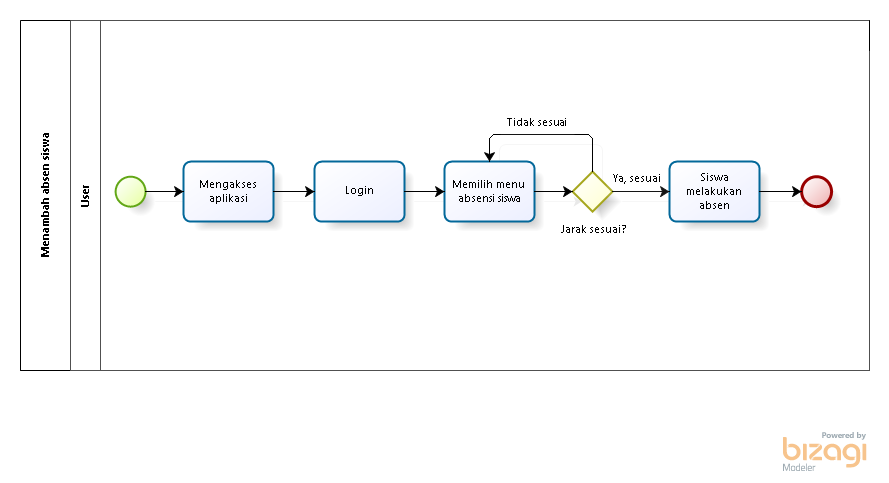 Menambah absen siswa
User
Mengakses
aplikasi
Login
Memilih menu
absensi siswa
Tidak sesuai
Jarak sesuai?
Ya, sesuai
Siswa
melakukan
absen
Powered by
bizagi
Modeler